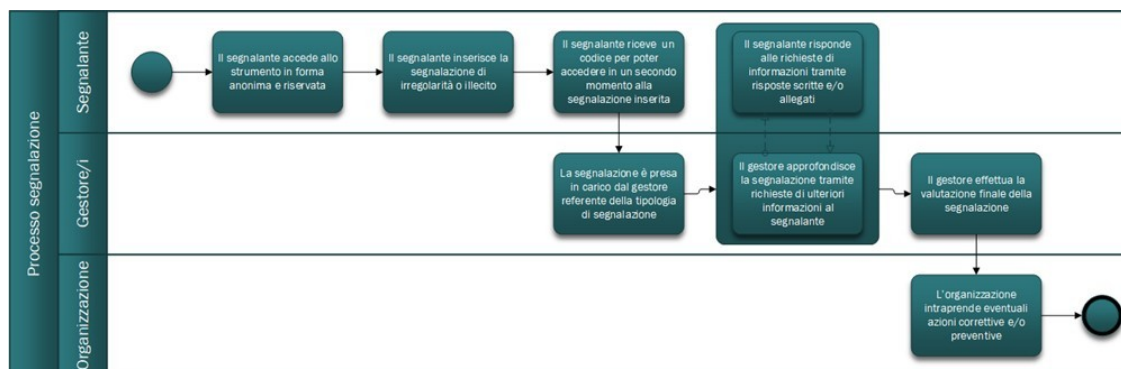 Processo segnalazione
Segnalante
Il segnalante accede allo
strumento in forma
anonima e riservata
Il segnalante inserisce la
segnalazione di
irregolarità o illecito
Il segnalante riceve un
codice per poter
accedere in un secondo
momento alla
segnalazione inserita
Il segnalante risponde
alle richieste di
informazioni tramite
risposte scritte e/o
allegati
Gestore/i
La segnalazione è presa
in carico dal gestore
referente della tipologia
di segnalazione
Il gestore approfondisce
la segnalazione tramite
richieste di ulteriori
informazioni al
segnalante
Il gestore effettua la
valutazione finale della
segnalazione
Organizzazione
L'organizzazione
intraprende eventuali
azioni correttive e/o
preventive